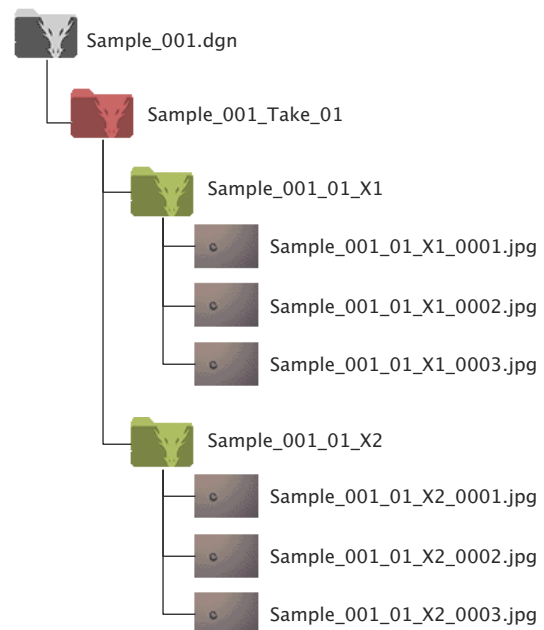 Sample_001.dgn
Sample_001_Take_01
Sample_001_01_X1
Sample_001_01_X1_0001.jpg
Sample_001_01_X1_0002.jpg
Sample_001_01_X1_0003.jpg
Sample_001_01_X2
Sample_001_01_X2_0001.jpg
Sample_001_01_X2_0002.jpg
Sample_001_01_X2_0003.jpg